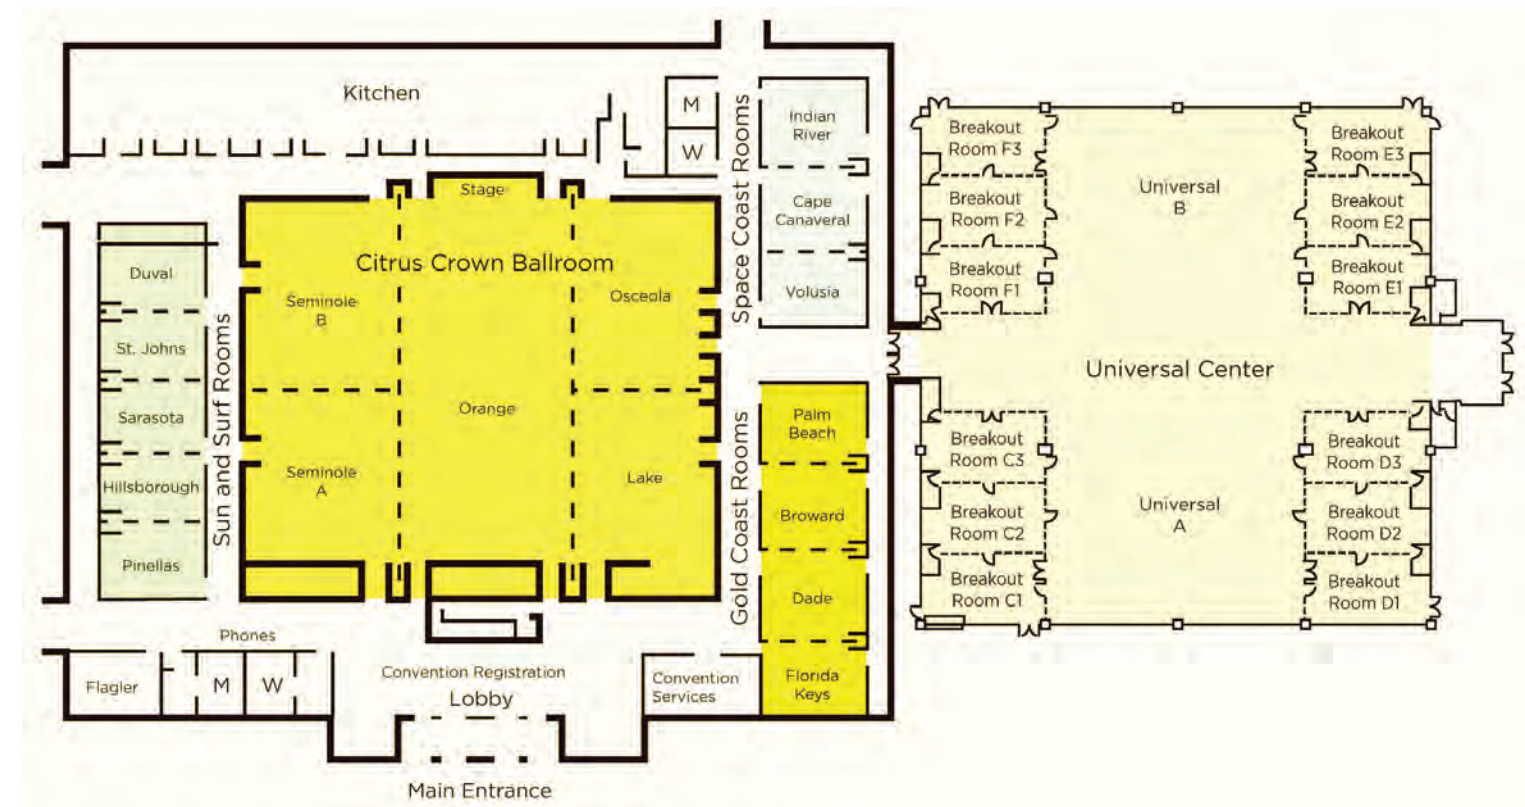 Kitchen
M
W
Space Coast Rooms
Indian
River
Cape
Canaveral
Volusia
Stage
Citrus Crown Ballroom
Seminole
B
Osceola
Orange
Seminole
A
Lake
Sun and Surf Rooms
Duval
St. Johns
Sarasota
Hillsborough
Pinellas
Gold Coast Rooms
Palm
Beach
Broward
Dade
Florida
Keys
Phones
Flagler
M
W
Convention Registration
Lobby
Convention
Services
Main Entrance
Breakout
Room F3
Breakout
Room F2
Breakout
Room F1
Universal
B
Breakout
Room E3
Breakout
Room E2
Breakout
Room E1
Universal Center
Breakout
Room C3
Breakout
Room C2
Breakout
Room C1
Universal
A
Breakout
Room D3
Breakout
Room D2
Breakout
Room D1